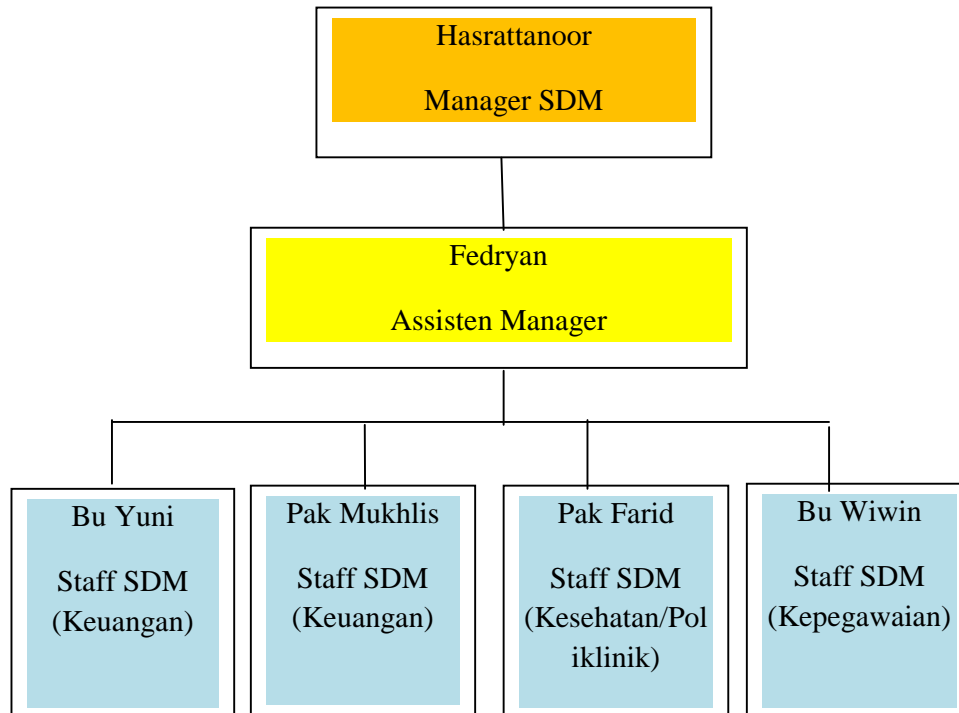 Hasrattanoor
Manager SDM
Fedryan
Assisten Manager
Bu Yuni
Staff SDM
(Keuangan)
Pak Mukhlis
Staff SDM
(Keuangan)
Pak Farid
Staff SDM
(Kesehatan/Pol
iklinik)
Bu Wiwin
Staff SDM
(Kepegawaian)